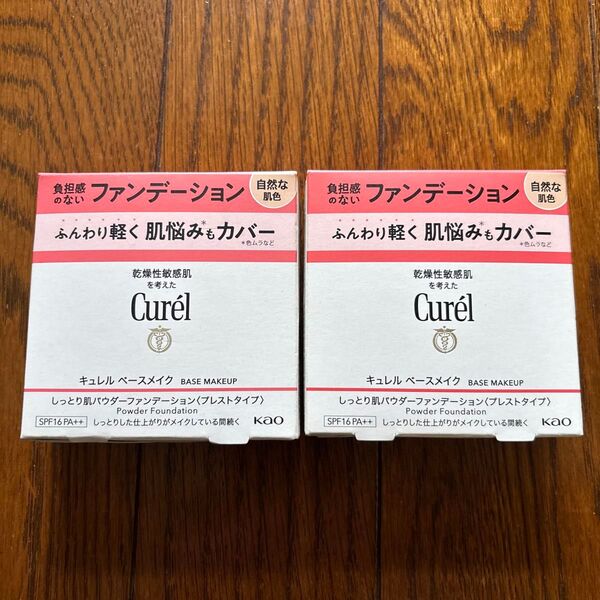 負担感
のない ファンデーション
自然な
肌色
ふんわり軽く 肌悩み*もカバー
*色ムラなど
乾燥性敏感肌
を考えた
Curél
キュレル ベースメイク BASE MAKEUP
しっとり肌パウダーファンデーション〈プレストタイプ〉
Powder Foundation
SPF16 PA++ しっとりした仕上がりがメイクしている間続く
Kao
負担感
のない ファンデーション
自然な
肌色
ふんわり軽く 肌悩み*もカバー
*色ムラなど
乾燥性敏感肌
を考えた
Curél
キュレル ベースメイク BASE MAKEUP
しっとり肌パウダーファンデーション〈プレストタイプ〉
Powder Foundation
SPF16 PA++ しっとりした仕上がりがメイクしている間続く
Kao